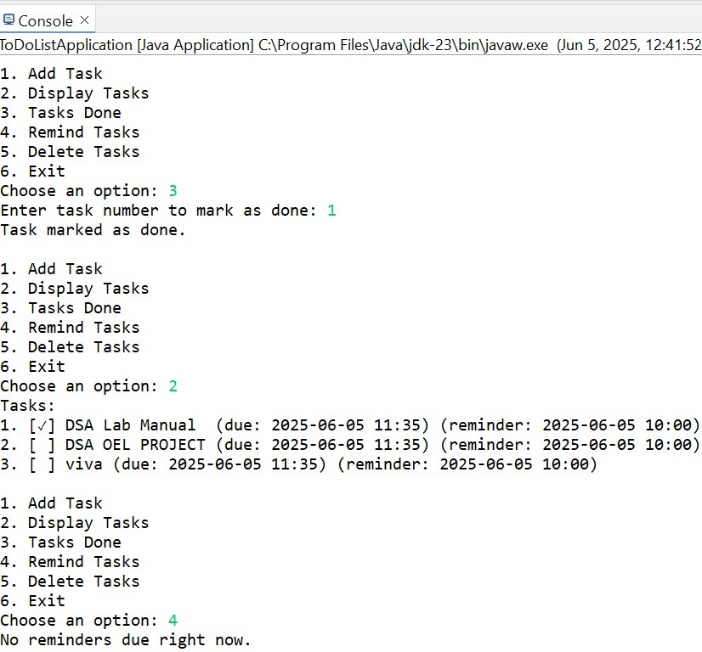 Console ×
ToDoListApplication [Java Application] C:\Program Files\Java\jdk-23\bin\javaw.exe (Jun 5, 2025, 12:41:52
1. Add Task
2. Display Tasks
3. Tasks Done
4. Remind Tasks
5. Delete Tasks
6. Exit
Choose an option: 3
Enter task number to mark as done: 1
Task marked as done.

1. Add Task
2. Display Tasks
3. Tasks Done
4. Remind Tasks
5. Delete Tasks
6. Exit
Choose an option: 2
Tasks:
1. [✓] DSA Lab Manual  (due: 2025-06-05 11:35) (reminder: 2025-06-05 10:00)
2. [ ] DSA OEL PROJECT (due: 2025-06-05 11:35) (reminder: 2025-06-05 10:00)
3. [ ] viva (due: 2025-06-05 11:35) (reminder: 2025-06-05 10:00)

1. Add Task
2. Display Tasks
3. Tasks Done
4. Remind Tasks
5. Delete Tasks
6. Exit
Choose an option: 4
No reminders due right now.